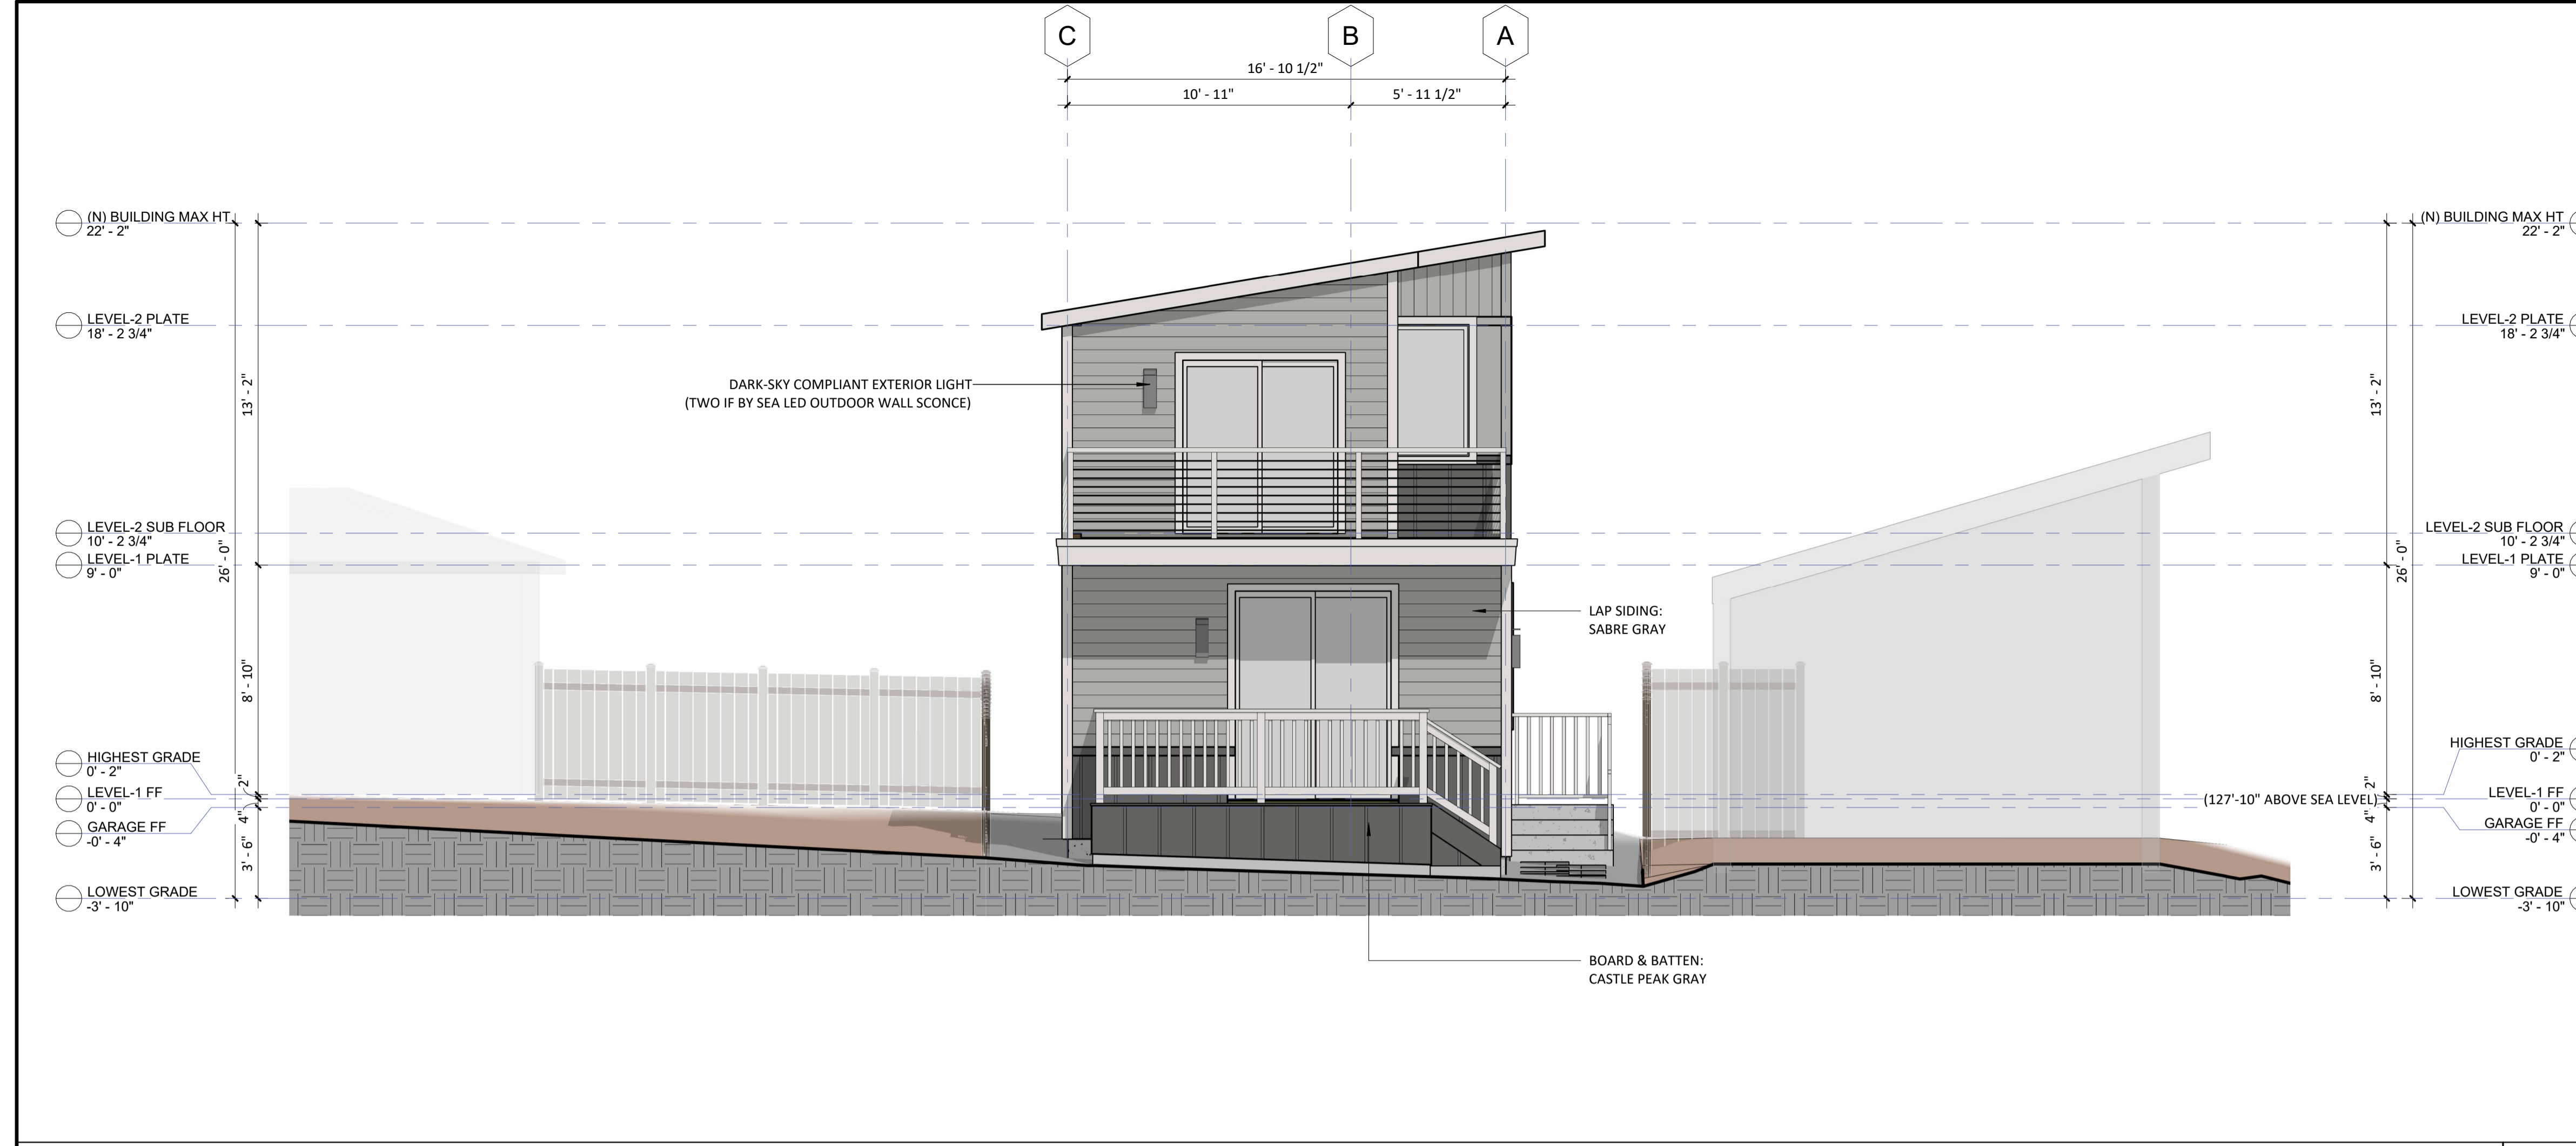 C
B
A
16' - 10 1/2"
10' - 11"
5' - 11 1/2"
(N) BUILDING MAX HT
22' - 2"
LEVEL-2 PLATE
18' - 2 3/4"
13' - 2"
DARK-SKY COMPLIANT EXTERIOR LIGHT
(TWO IF BY SEA LED OUTDOOR WALL SCONCE)
LEVEL-2 SUB FLOOR
10' - 2 3/4"
LEVEL-1 PLATE
9' - 0"
26' - 0"
8' - 10"
HIGHEST GRADE
0' - 2"
2"
LEVEL-1 FF
0' - 0"
4"
GARAGE FF
-0' - 4"
3' - 6"
LOWEST GRADE
-3' - 10"
LAP SIDING:
SABRE GRAY
BOARD & BATTEN:
CASTLE PEAK GRAY
(N) BUILDING MAX HT
22' - 2"
LEVEL-2 PLATE
18' - 2 3/4"
13' - 2"
LEVEL-2 SUB FLOOR
10' - 2 3/4"
LEVEL-1 PLATE
9' - 0"
26' - 0"
8' - 10"
HIGHEST GRADE
0' - 2"
2"
(127'-10" ABOVE SEA LEVEL)
LEVEL-1 FF
0' - 0"
4"
GARAGE FF
-0' - 4"
3' - 6"
LOWEST GRADE
-3' - 10"